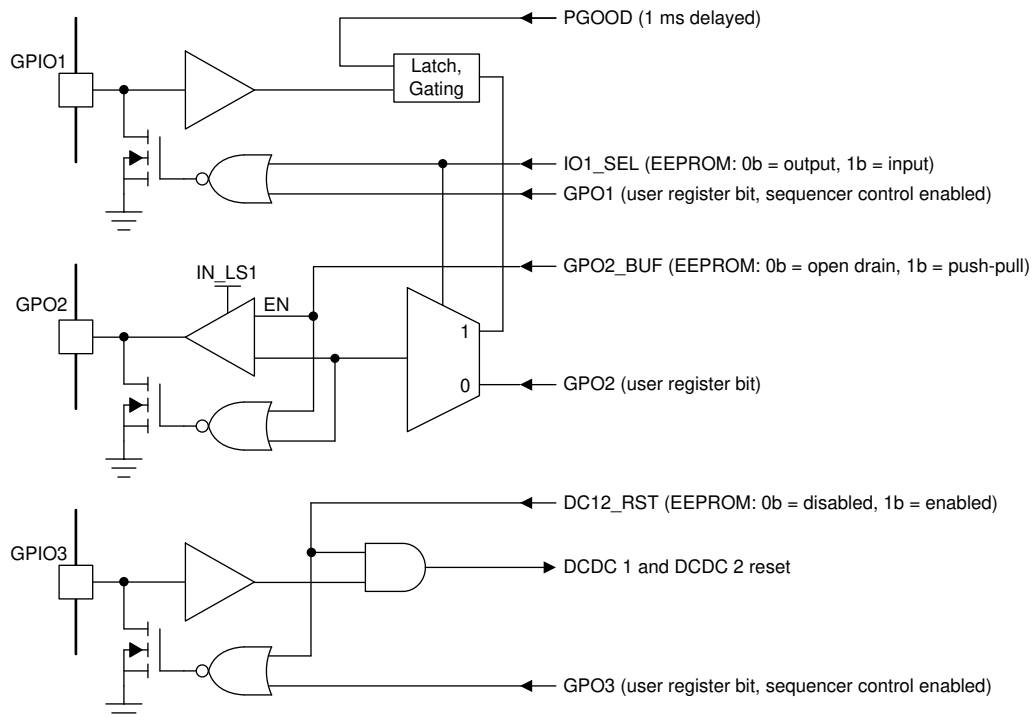 PGOOD (1 ms delayed)
GPIO1
Latch,
Gating
IO1_SEL (EEPROM: 0b = output, 1b = input)
GPO1 (user register bit, sequencer control enabled)
IN_LS1
GPO2_BUF (EEPROM: 0b = open drain, 1b = push-pull)
GPO2
EN
1
0
GPO2 (user register bit)
DC12_RST (EEPROM: 0b = disabled, 1b = enabled)
GPIO3
DCDC 1 and DCDC 2 reset
GPO3 (user register bit, sequencer control enabled)